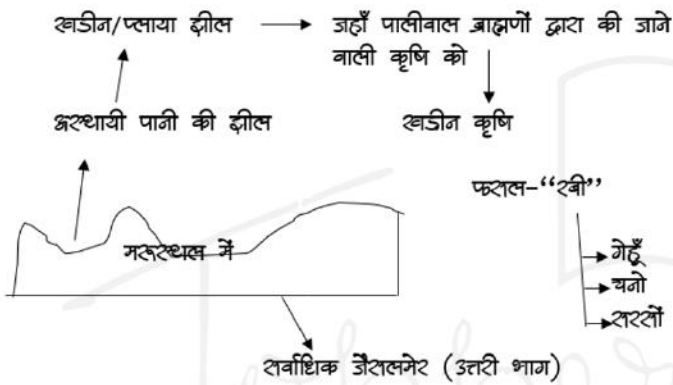 खडीन/प्लाया झील → जहाँ पालीवाल ब्राह्मणों द्वारा की जाने
वाली कृषि को
अस्थायी पानी की झील
खडीन कृषि
फसल-“रबी”
मरूस्थल में
गेहूँ
चनो
सरसों
सर्वाधिक जैसलमेर (उत्तरी भाग)